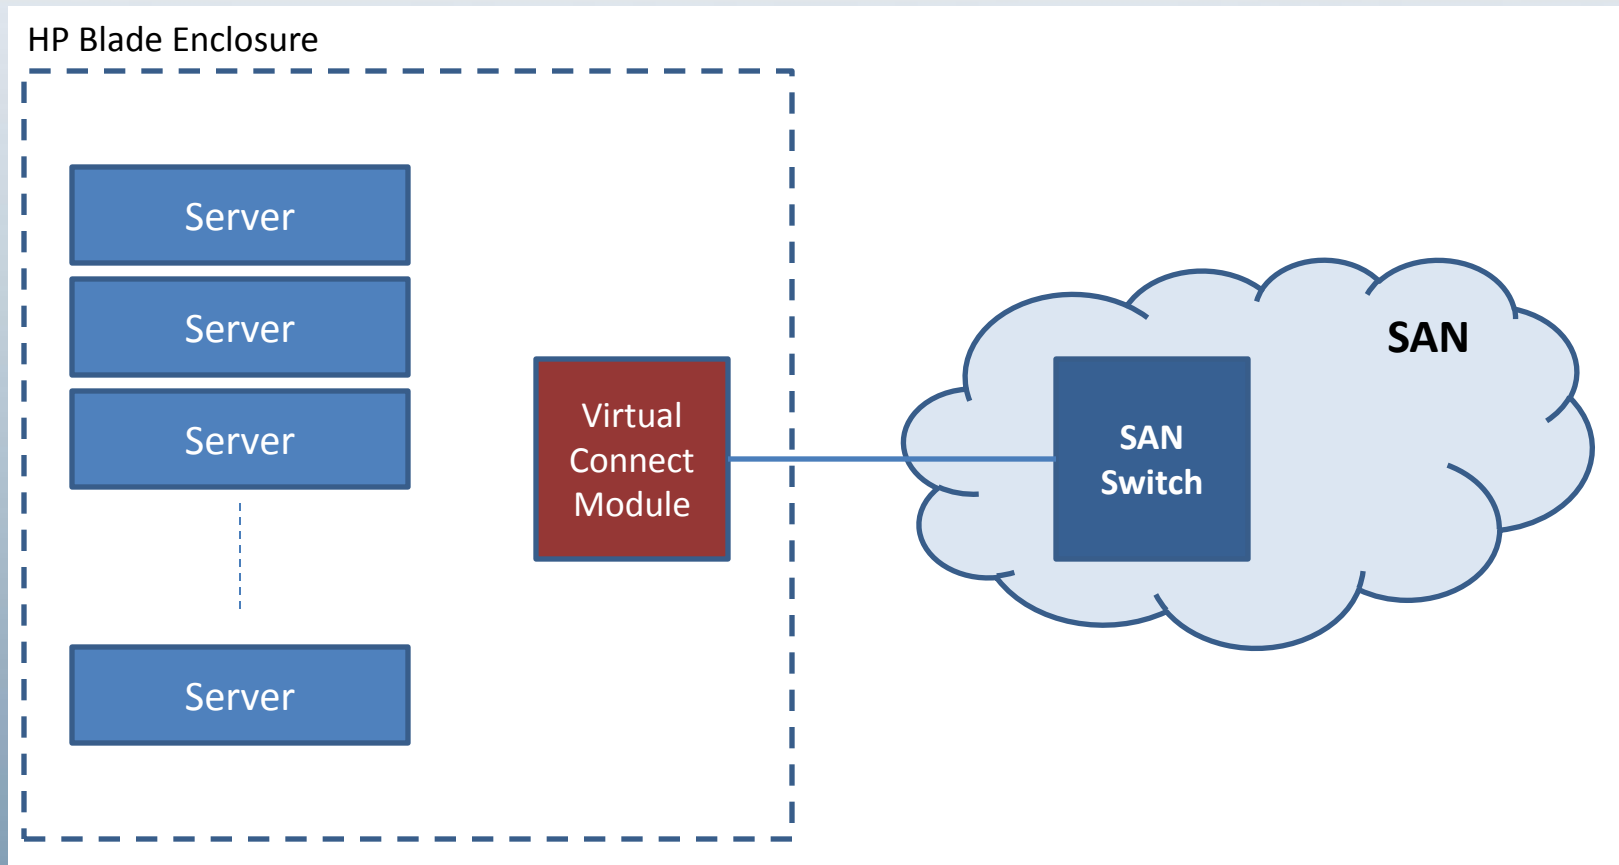 HP Blade Enclosure
Server
Server
Server
Server
Virtual
Connect
Module
SAN
SAN
Switch